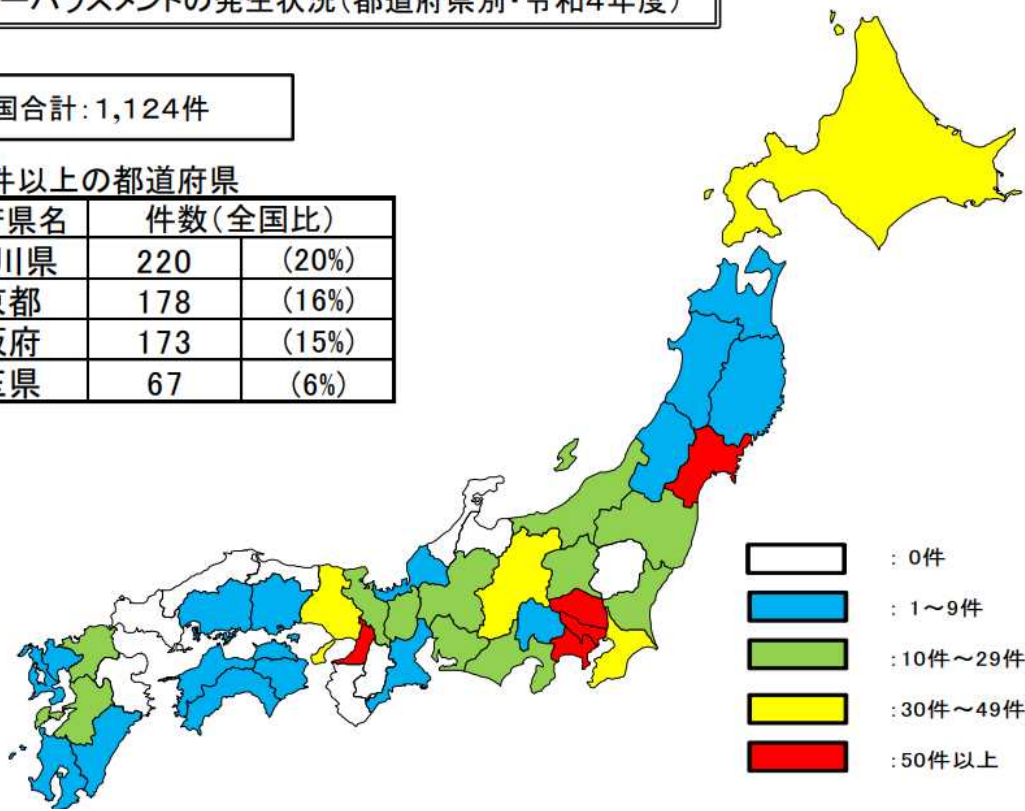 ーハラスメントの発生状況(都道府県別・令和4年度)
国合計:1,124件
件以上の都道府県
県名 件数(全国比)
川県 220 (20%)
京都 178 (16%)
阪府 173 (15%)
玉県 67 (6%)
:0件
:1~9件
:10件~29件
:30件~49件
:50件以上